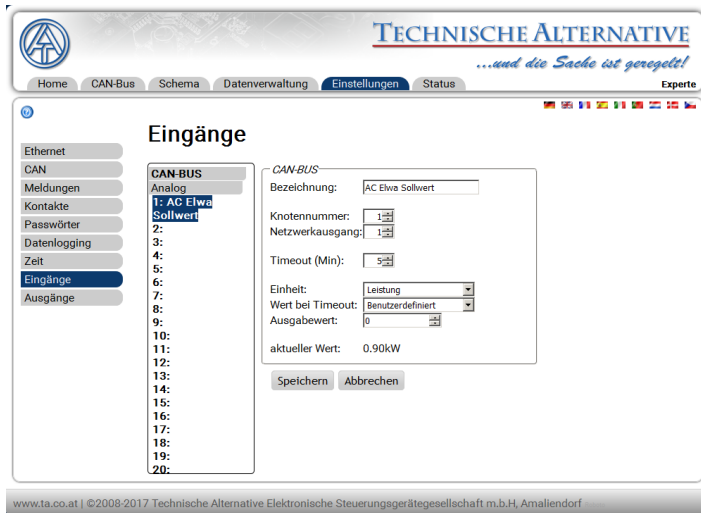 TECHNISCHE ALTERNATIVE
...und die Sache ist geregelt!
Home CAN-Bus Schema Datenverwaltung Einstellungen Status Experte
Eingänge
Ethernet
CAN
Meldungen
Kontakte
Passwörter
Datenlogging
Zeit
Eingänge
Ausgänge
CAN-BUS
Analog
1: AC Elwa
Sollwert
2:
3:
4:
5:
6:
7:
8:
9:
10:
11:
12:
13:
14:
15:
16:
17:
18:
19:
20:
CAN-BUS
Bezeichnung: AC Elwa Sollwert
Knotennummer: 1
Netzwerkausgang: 1
Timeout (Min): 5
Einheit: Leistung
Wert bei Timeout: Benutzerdefiniert
Ausgabewert: 0
aktueller Wert: 0.90kW
Speichern Abbrechen
www.ta.co.at | ©2008-2017 Technische Alternative Elektronische Steuerungsgerätegesellschaft m.b.H, Amaliendorf